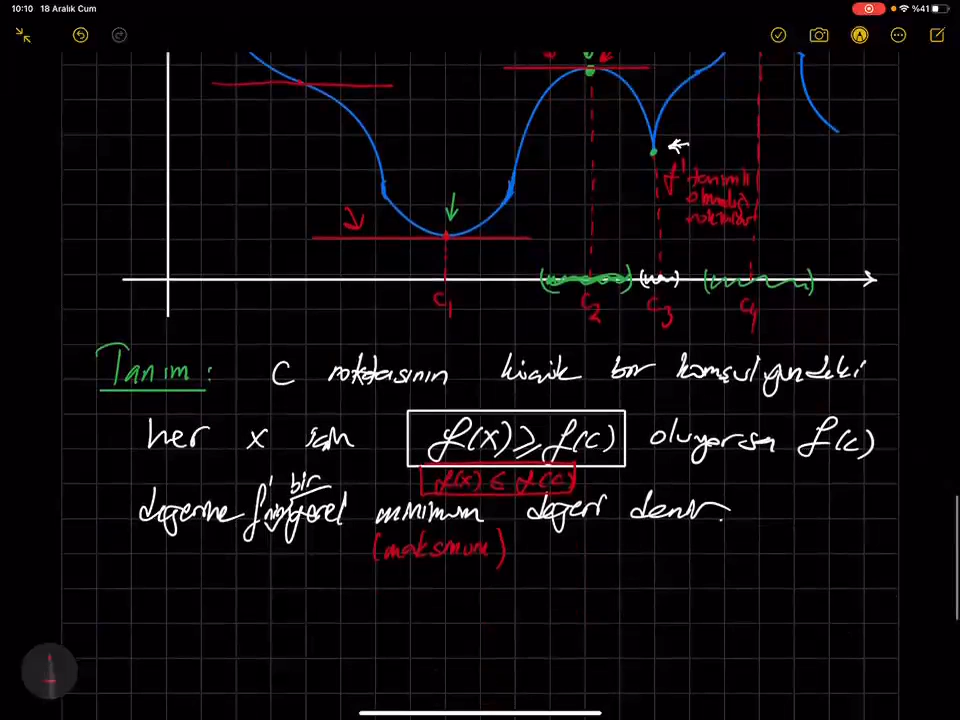 10:10 18 Aralık Cum %41
f' tanımlı
olmadığı
noktalar
C1 C2 C3 C4
Tanım: C noktasının küçük bir komşuluğundaki
her x için f(x) ≥ f(c) oluyorsa f(c)
f(x) ≤ f(c)
değerine f'nin bir yerel minimum değeri denir.
(maksimum)